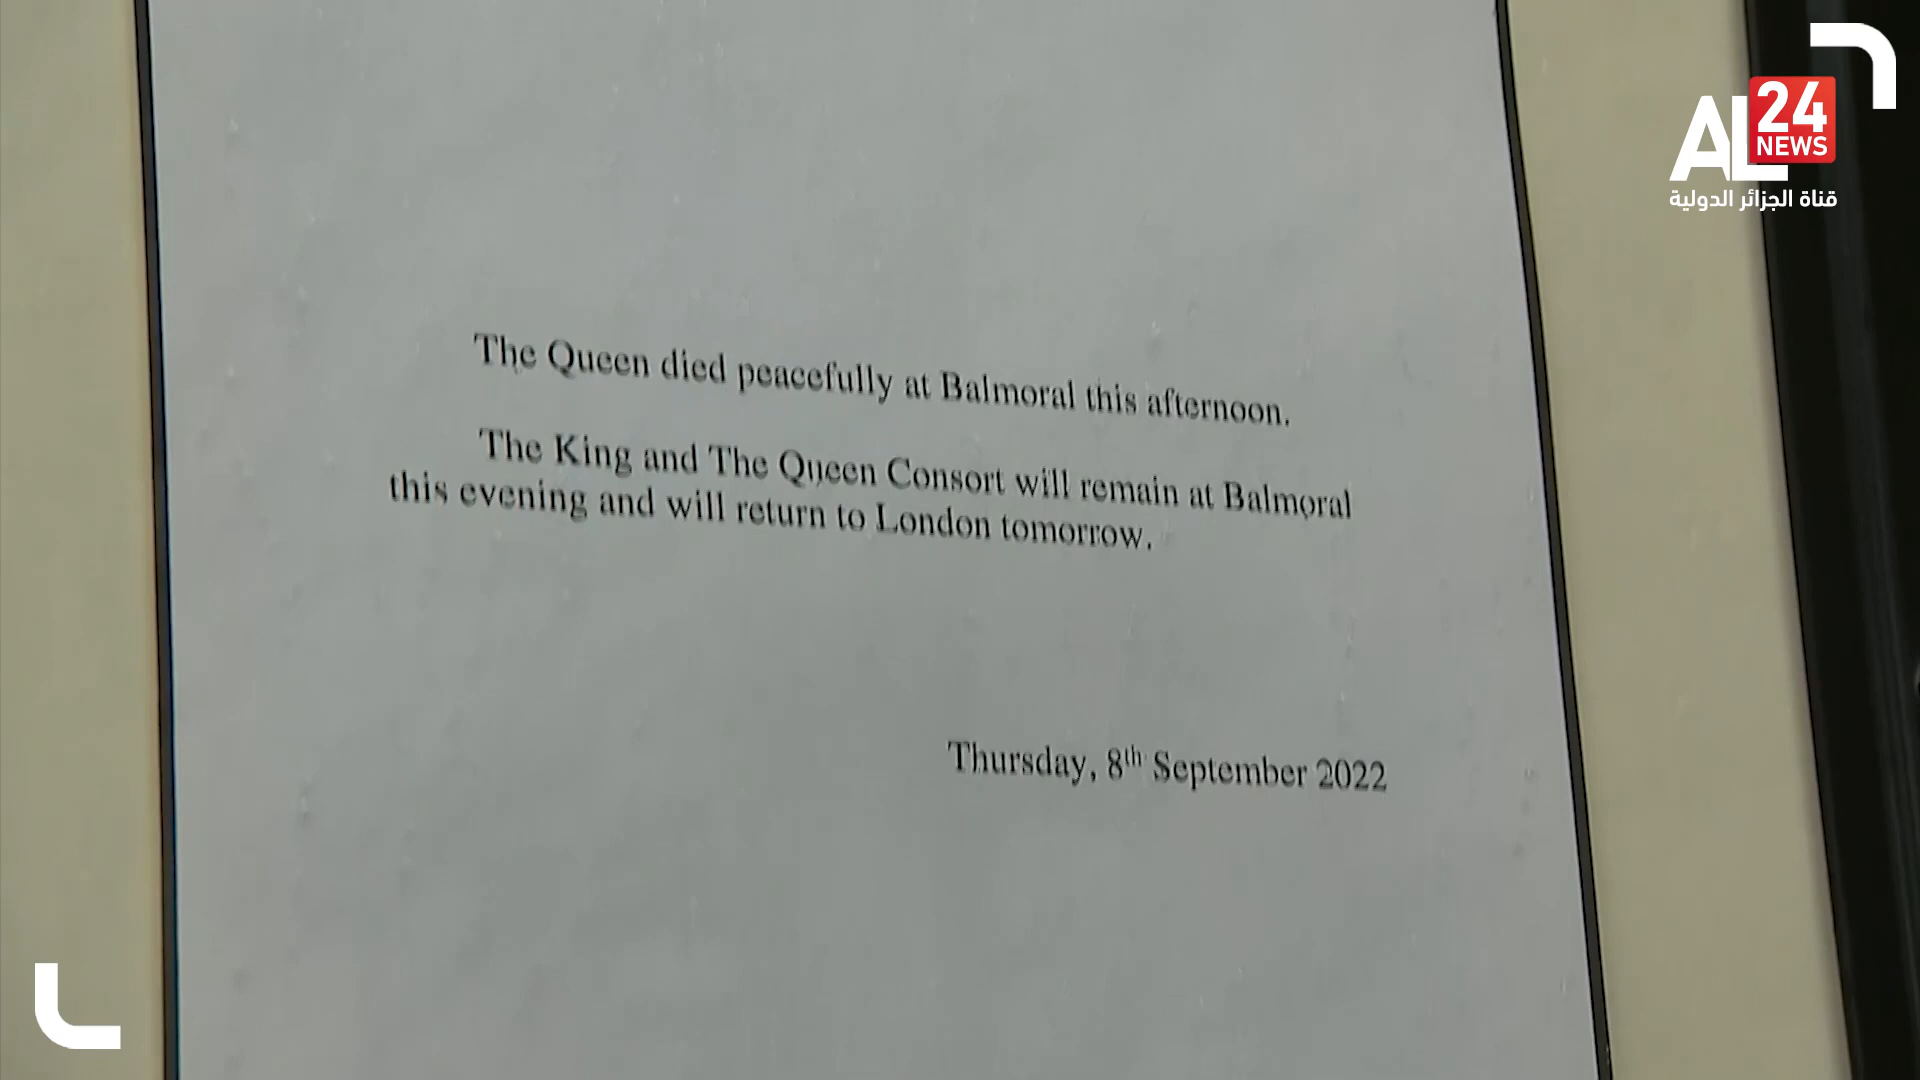 AL
24
NEWS
قناة الجزائر الدولية
The Queen died peacefully at Balmoral this afternoon.
The King and The Queen Consort will remain at Balmoral
this evening and will return to London tomorrow.
Thursday, 8th September 2022